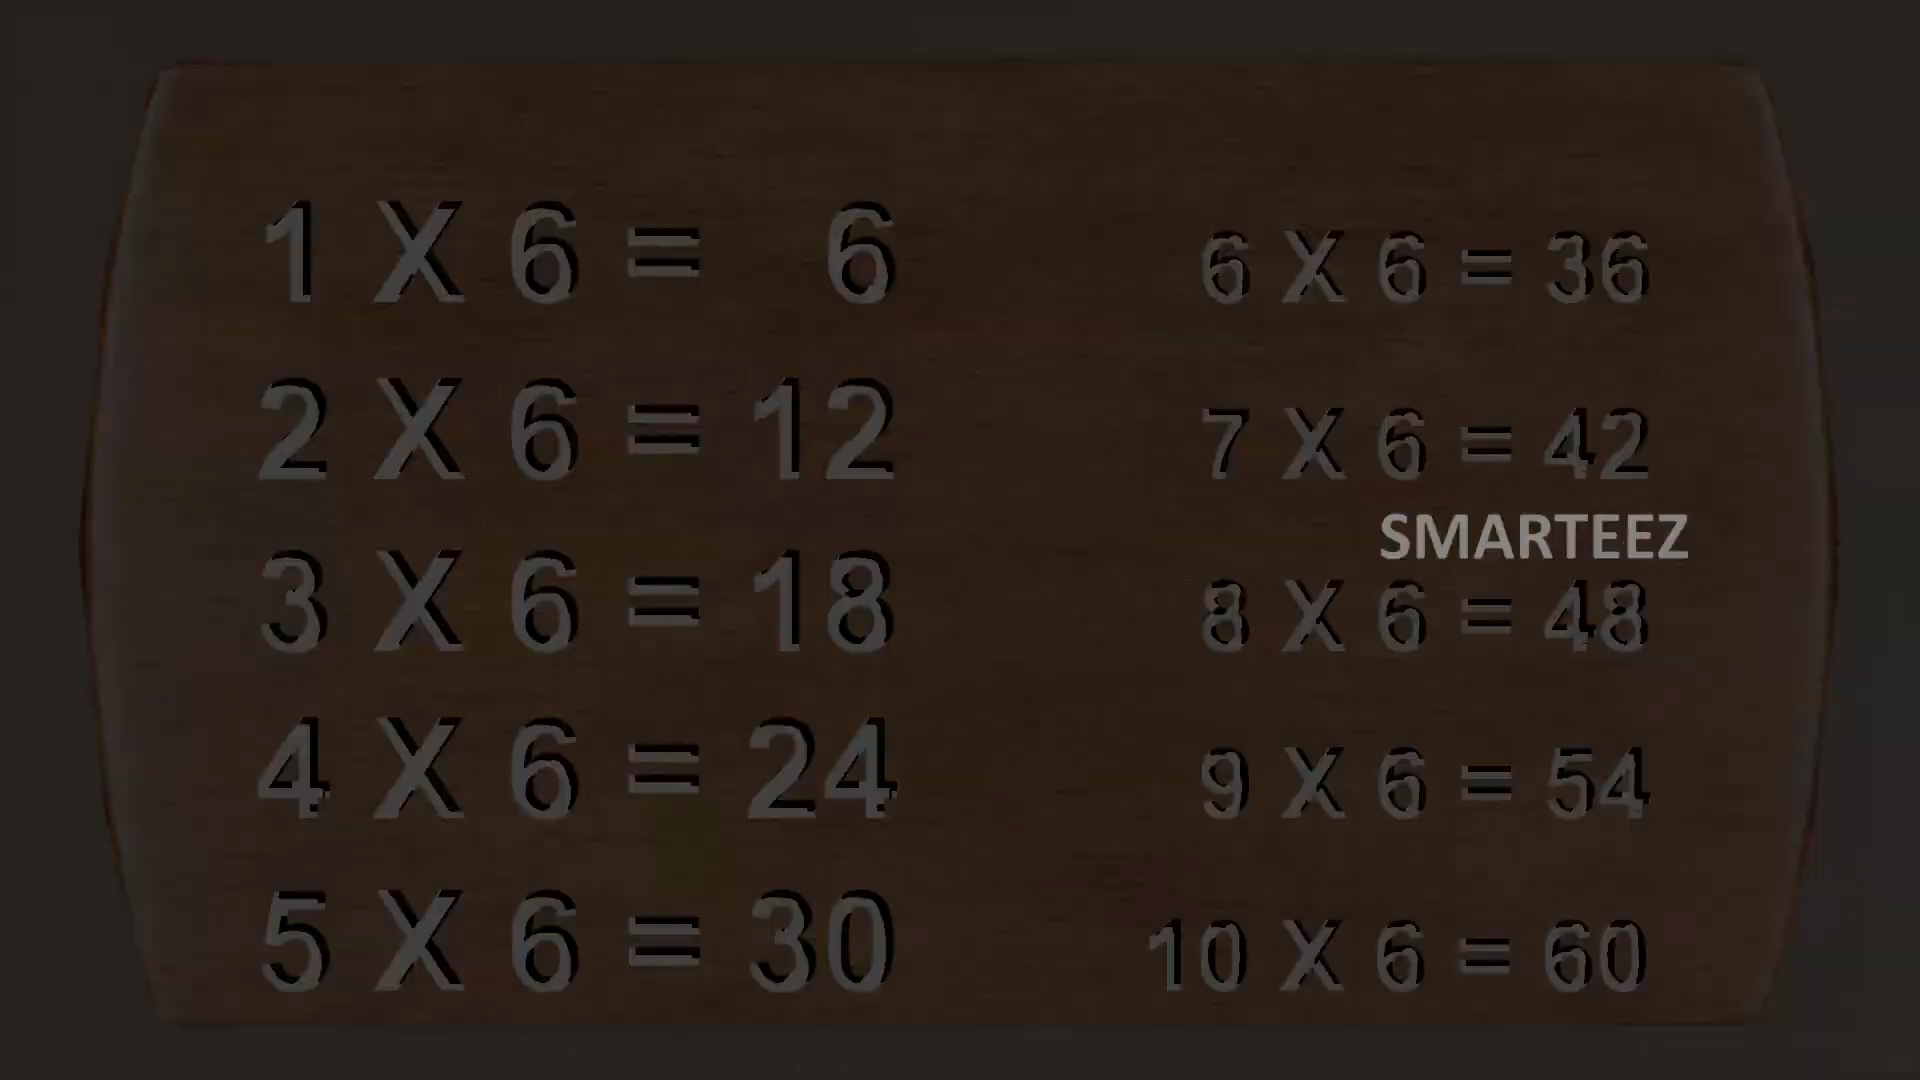 1 X 6 = 6
2 X 6 = 12
3 X 6 = 18
4 X 6 = 24
5 X 6 = 30
6 X 6 = 36
7 X 6 = 42
SMARTEEZ
8 X 6 = 48
9 X 6 = 54
10 X 6 = 60